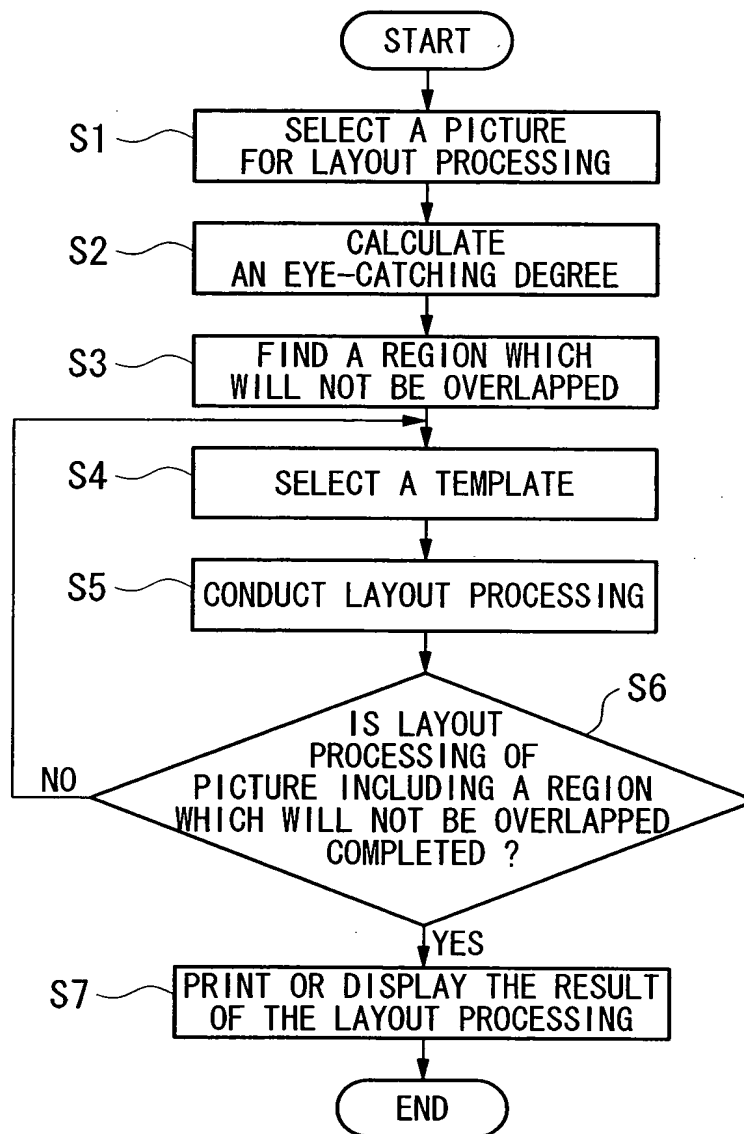 START
S1
SELECT A PICTURE
FOR LAYOUT PROCESSING
S2
CALCULATE
AN EYE-CATCHING DEGREE
S3
FIND A REGION WHICH
WILL NOT BE OVERLAPPED
S4
SELECT A TEMPLATE
S5
CONDUCT LAYOUT PROCESSING
S6
IS LAYOUT
PROCESSING OF
PICTURE INCLUDING A REGION
WHICH WILL NOT BE OVERLAPPED
COMPLETED ?
NO
YES
S7
PRINT OR DISPLAY THE RESULT
OF THE LAYOUT PROCESSING
END